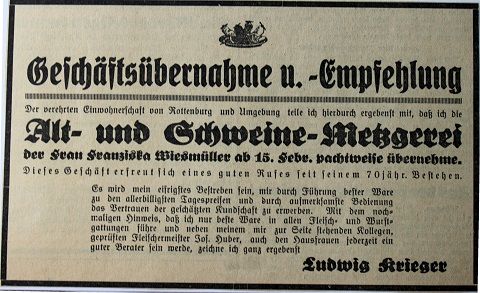 Geschäftsübernahme u. -Empfehlung
Der verehrten Einwohnerschaft von Rottenburg und Umgebung teile ich hierdurch ergebenst mit, daß ich die
Alt- und Schweine-Metzgerei
der Frau Franziska Wiesmüller ab 15. Febr. pachtweise übernehme.
Dieses Geschäft erfreut sich eines guten Rufes seit seinem 70jähr. Bestehen.
Es wird mein eifrigstes Bestreben sein, mir durch Führung bester Ware
zu den allerbilligsten Tagespreisen und durch aufmerksamste Bedienung
das Vertrauen der geschätzten Kundschaft zu erwerben. Mit dem noch-
maligen Hinweis, daß ich nur beste Ware in allen Fleisch- und Wurst-
gattungen führe und neben meinem mir zur Seite stehenden Kollegen,
geprüften Fleischermeister Jos. Huber, auch den Hausfrauen jederzeit ein
guter Berater sein werde, zeichne ich ganz ergebenst
Ludwig Krieger